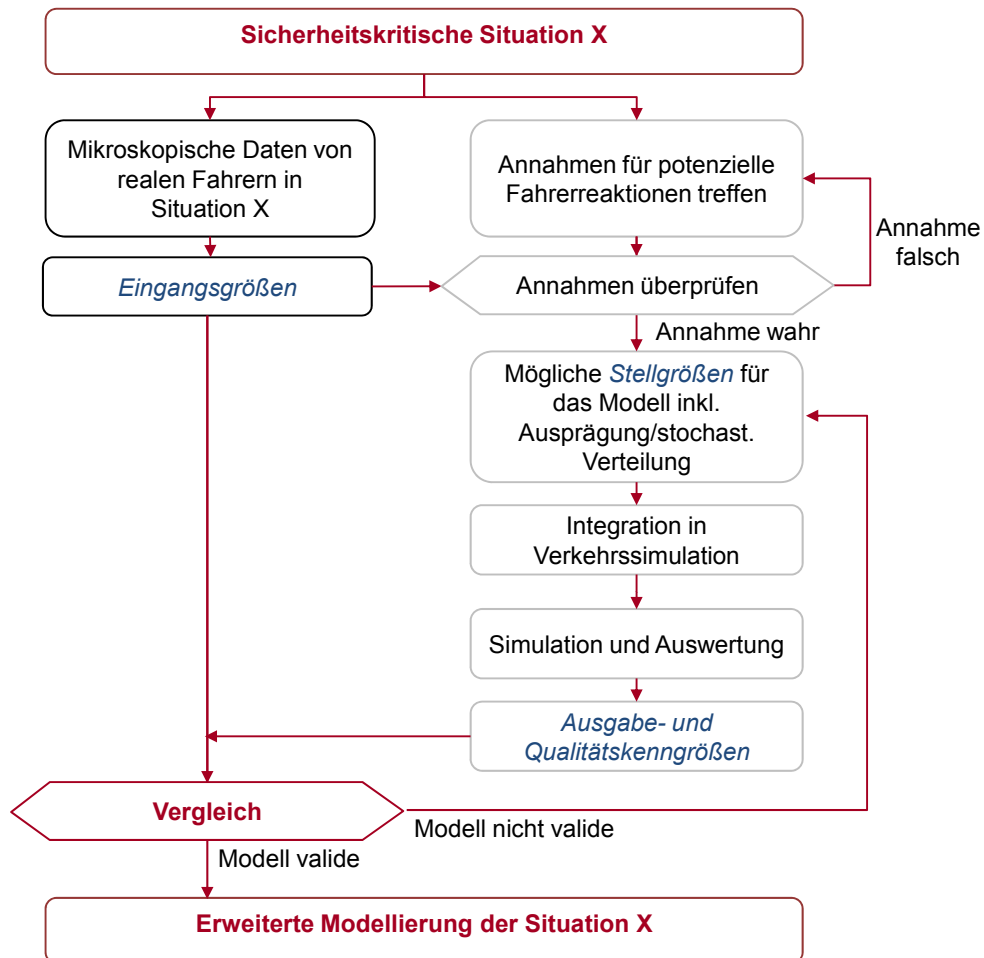 Sicherheitskritische Situation X
Mikroskopische Daten von
realen Fahrern in
Situation X
Annahmen für potenzielle
Fahrerreaktionen treffen
Annahme
falsch
Eingangsgrößen
Annahmen überprüfen
Annahme wahr
Mögliche Stellgrößen für
das Modell inkl.
Ausprägung/stochast.
Verteilung
Integration in
Verkehrssimulation
Simulation und Auswertung
Ausgabe- und
Qualitätskenngrößen
Vergleich
Modell nicht valide
Modell valide
Erweiterte Modellierung der Situation X